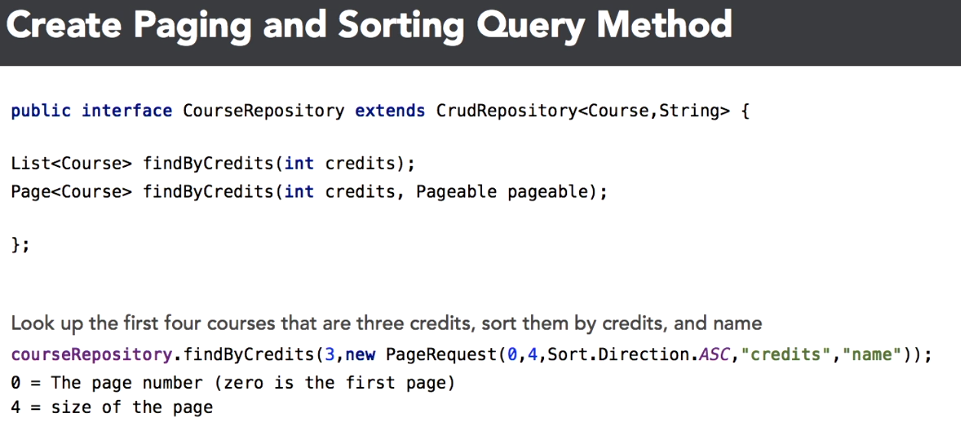 Create Paging and Sorting Query Method
public interface CourseRepository extends CrudRepository<Course,String> {
List<Course> findByCredits(int credits);
Page<Course> findByCredits(int credits, Pageable pageable);
};
Look up the first four courses that are three credits, sort them by credits, and name
courseRepository.findByCredits(3,new PageRequest(0,4,Sort.Direction.ASC,"credits","name"));
0 = The page number (zero is the first page)
4 = size of the page